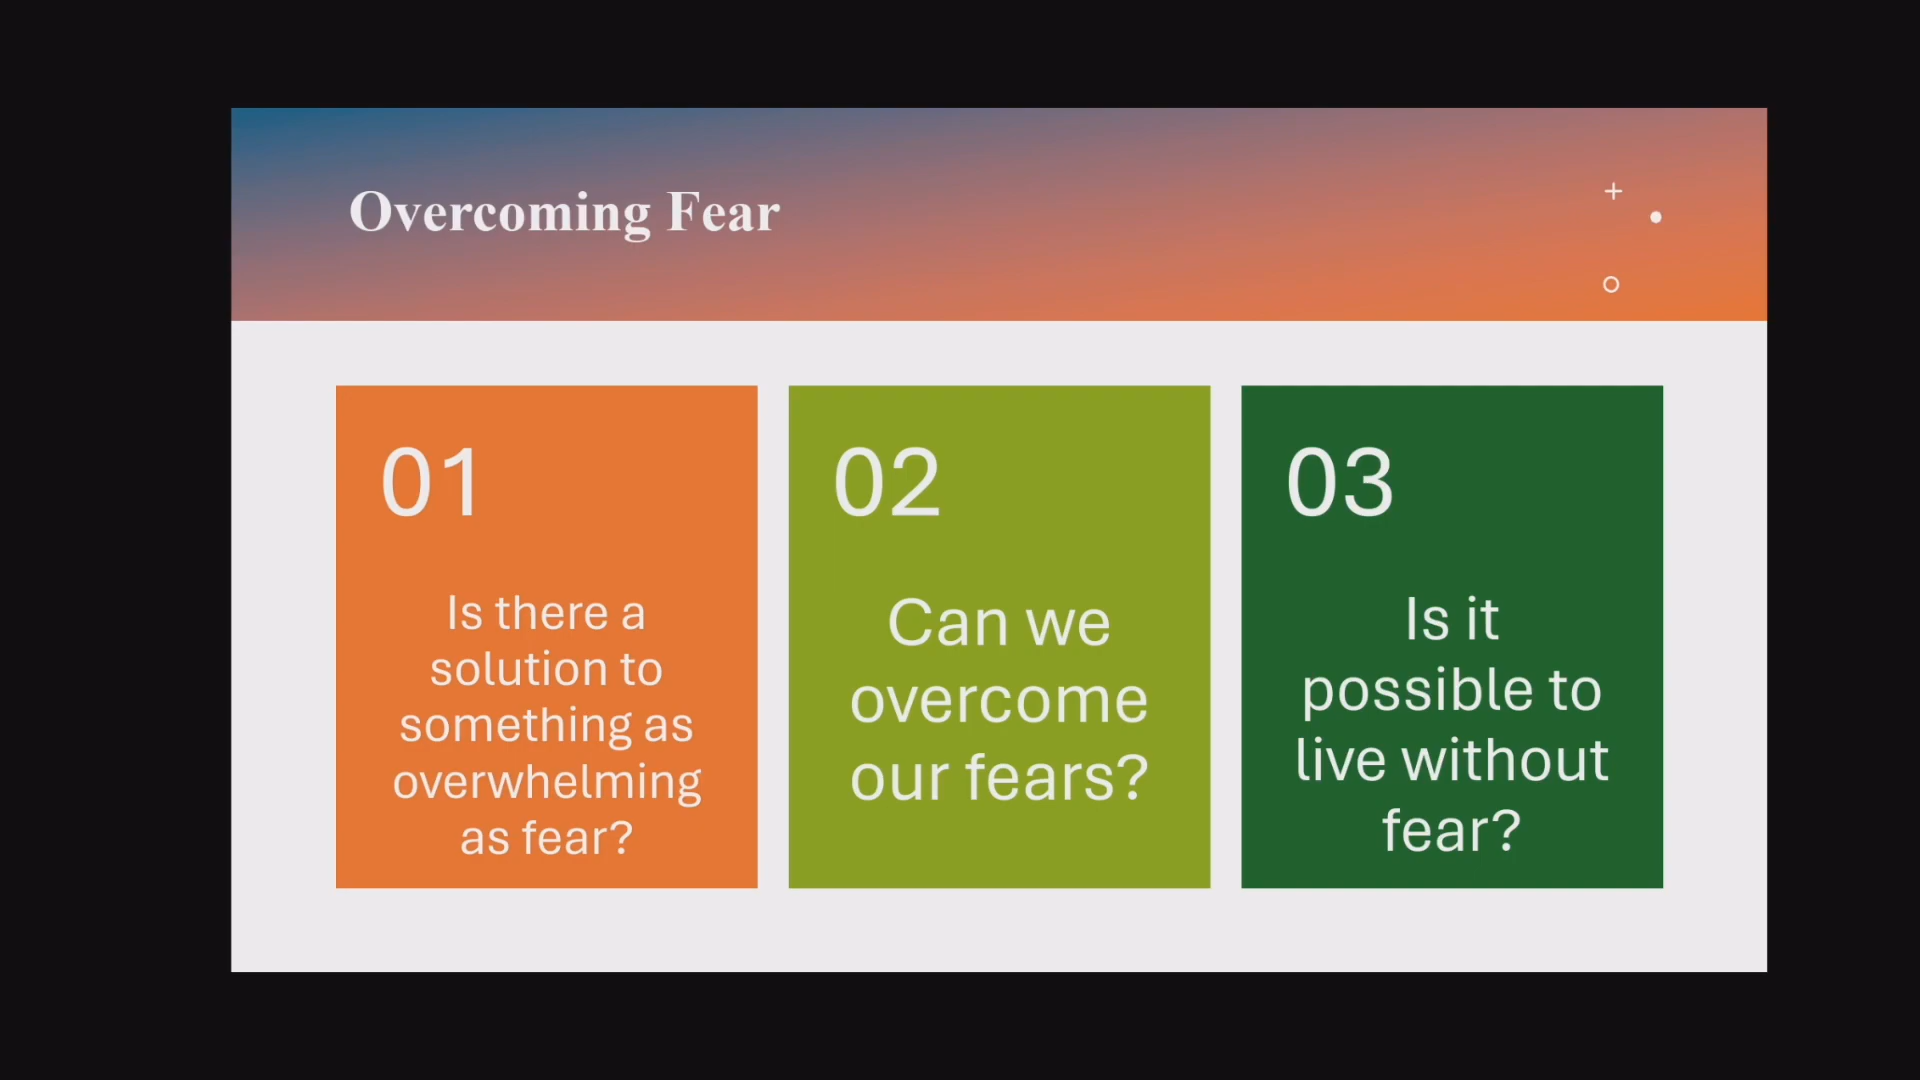 Overcoming Fear
01
Is there a
solution to
something as
overwhelming
as fear?
02
Can we
overcome
our fears?
03
Is it
possible to
live without
fear?